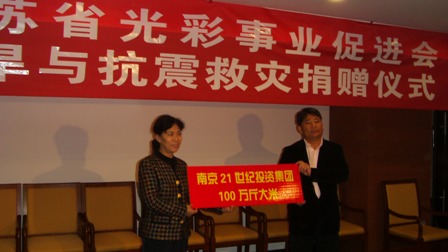 苏省光彩事业促进会
旱与抗震救灾捐赠仪式
南京21世纪投资集团
100万斤大米